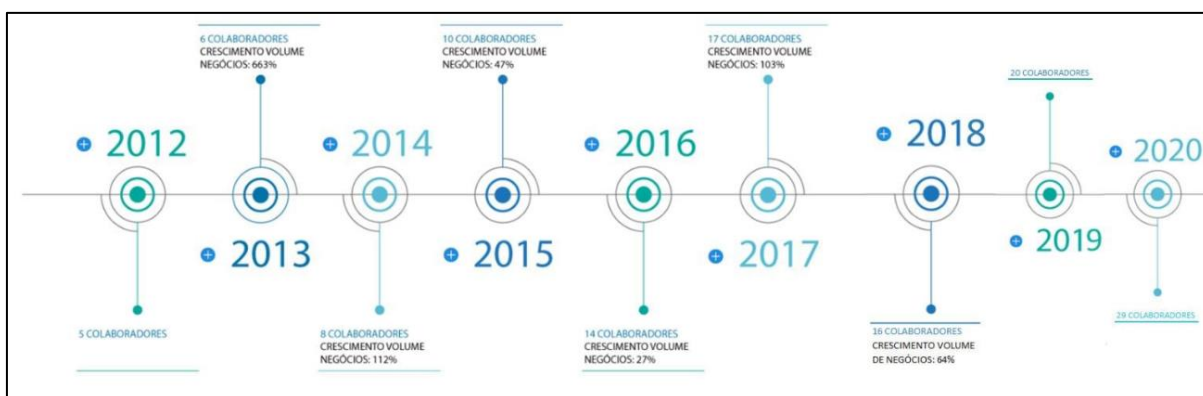 6 COLABORADORES
CRESCIMENTO VOLUME
NEGÓCIOS: 663%
10 COLABORADORES
CRESCIMENTO VOLUME
NEGÓCIOS: 47%
17 COLABORADORES
CRESCIMENTO VOLUME
NEGÓCIOS: 103%
20 COLABORADORES
2012
2014
2016
2018
2020
2013
2015
2017
2019
5 COLABORADORES
8 COLABORADORES
CRESCIMENTO VOLUME
NEGÓCIOS: 112%
14 COLABORADORES
CRESCIMENTO VOLUME
NEGÓCIOS: 27%
16 COLABORADORES
CRESCIMENTO VOLUME
DE NEGÓCIOS: 64%
29 COLABORADORES